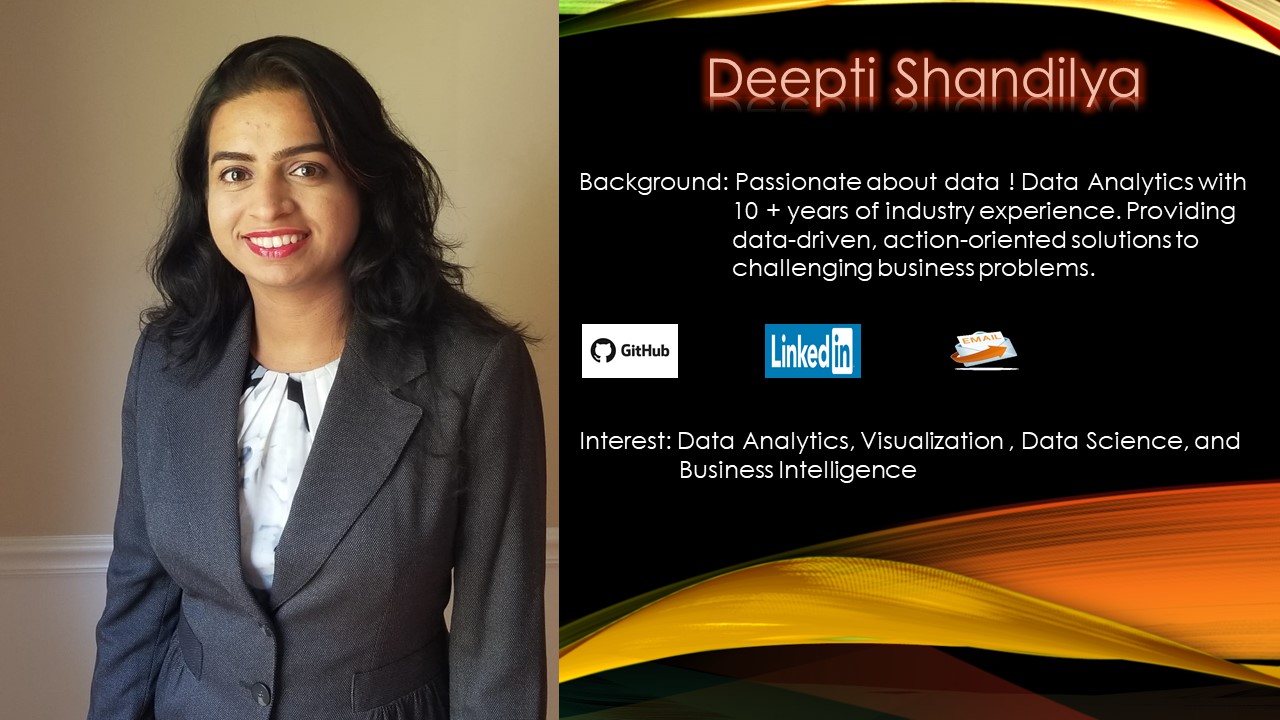 Deepti Shandilya
Background: Passionate about data ! Data Analytics with
10 + years of industry experience. Providing
data-driven, action-oriented solutions to
challenging business problems.
GitHub
Linked in
EMAIL
Interest: Data Analytics, Visualization , Data Science, and
Business Intelligence